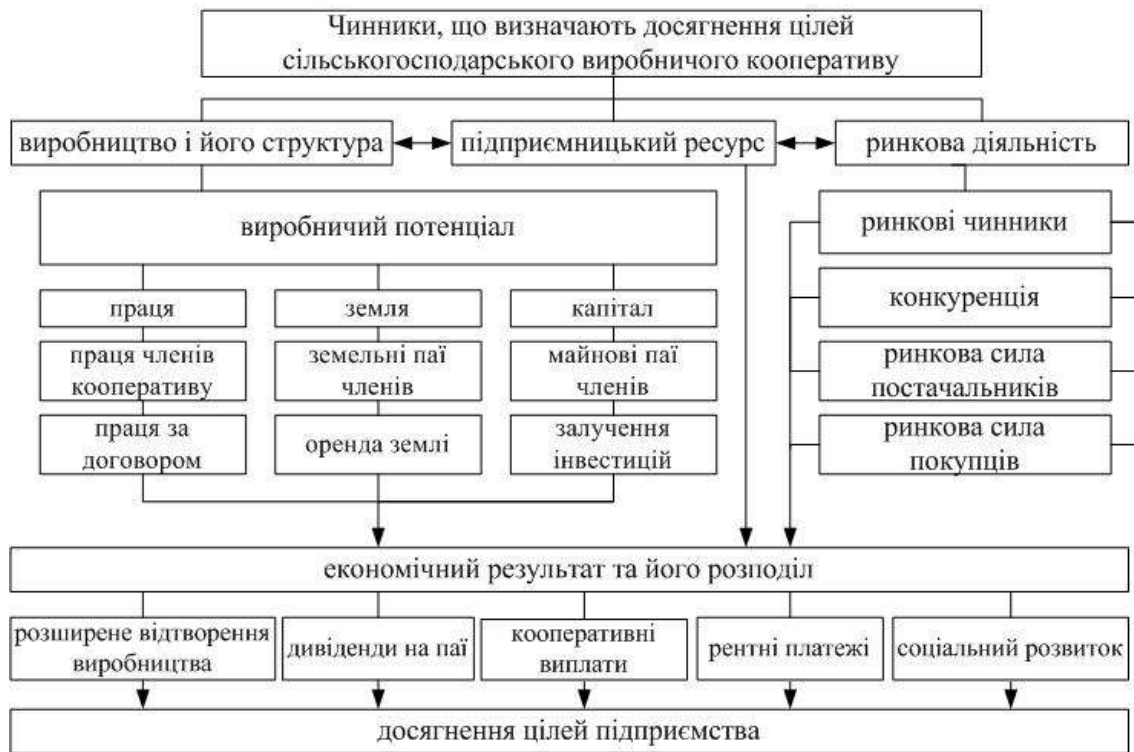 Чинники, що визначають досягнення цілей
сільськогосподарського виробничого кооперативу
виробництво і його структура
підприємницький ресурс
ринкова діяльність
виробничий потенціал
ринкові чинники
праця
земля
капітал
конкуренція
праця членів
кооперативу
земельні паї
членів
майнові паї
членів
ринкова сила
постачальників
праця за
договором
оренда землі
залучення
інвестицій
ринкова сила
покупців
економічний результат та його розподіл
розширене відтворення
виробництва
дивіденди на паї
кооперативні
виплати
рентні платежі
соціальний розвиток
досягнення цілей підприємства